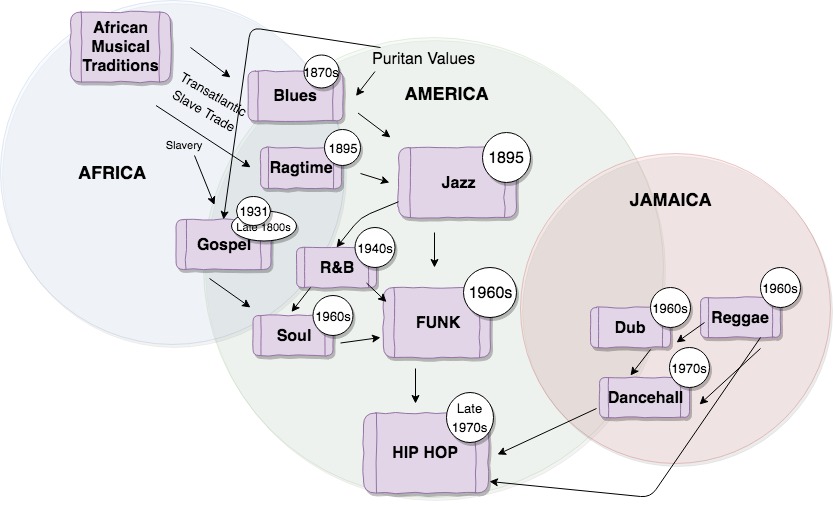 African
Musical
Traditions
Puritan Values
1870s
Blues
AMERICA
Transatlantic
Slave Trade
Slavery
1895
Ragtime
1895
Jazz
AFRICA
JAMAICA
1931
Late 1800s
Gospel
1940s
R&B
1960s
Soul
1960s
FUNK
1960s
Dub
1960s
Reggae
1970s
Dancehall
Late
1970s
HIP HOP